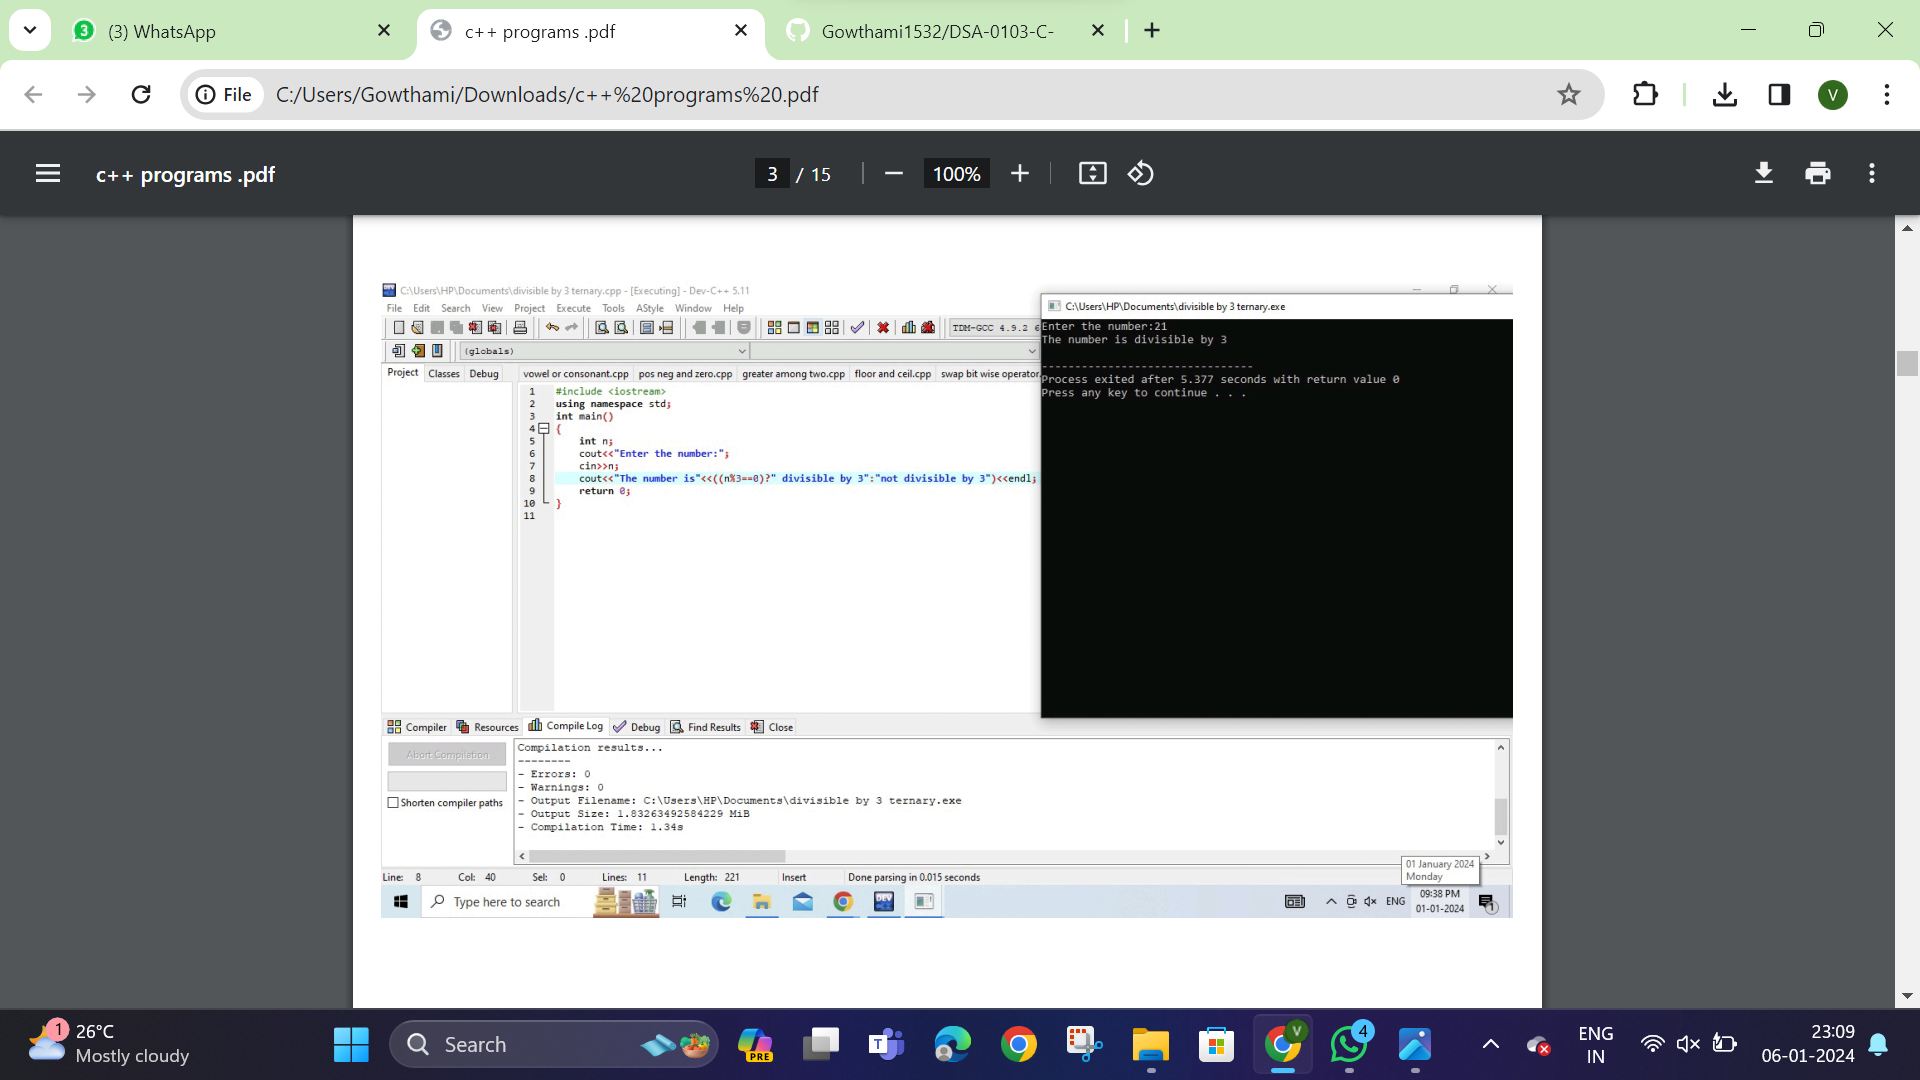 (3) WhatsApp
c++ programs .pdf
Gowthami1532/DSA-0103-C-
File
C:/Users/Gowthami/Downloads/c++%20programs%20.pdf
V
c++ programs .pdf
3 / 15
100%
C:\Users\HP\Documents\divisible by 3 ternary.cpp - [Executing] - Dev-C++ 5.11
File Edit Search View Project Execute Tools AStyle Window Help
TDM-GCC 4.9.2 6
(globals)
Project Classes Debug
vowel or consonant.cpp pos neg and zero.cpp greater among two.cpp floor and ceil.cpp swap bit wise operator.
1 #include <iostream>
2 using namespace std;
3 int main()
4 {
5 int n;
6 cout<<"Enter the number:";
7 cin>>n;
8 cout<<"The number is"<<((n%3==0)?" divisible by 3":"not divisible by 3")<<endl;
9 return 0;
10 }
11
C:\Users\HP\Documents\divisible by 3 ternary.exe
Enter the number:21
The number is divisible by 3
--------------------------------
Process exited after 5.377 seconds with return value 0
Press any key to continue . . .
Compiler Resources Compile Log Debug Find Results Close
Abort Compilation
Shorten compiler paths
Compilation results...
--------
- Errors: 0
- Warnings: 0
- Output Filename: C:\Users\HP\Documents\divisible by 3 ternary.exe
- Output Size: 1.83263492584229 MiB
- Compilation Time: 1.34s
Line: 8 Col: 40 Sel: 0 Lines: 11 Length: 221 Insert Done parsing in 0.015 seconds
01 January 2024
Monday
Type here to search
DEV
ENG
09:38 PM
01-01-2024
1
1
26°C
Mostly cloudy
Search
PRE
V
4
ENG
IN
23:09
06-01-2024